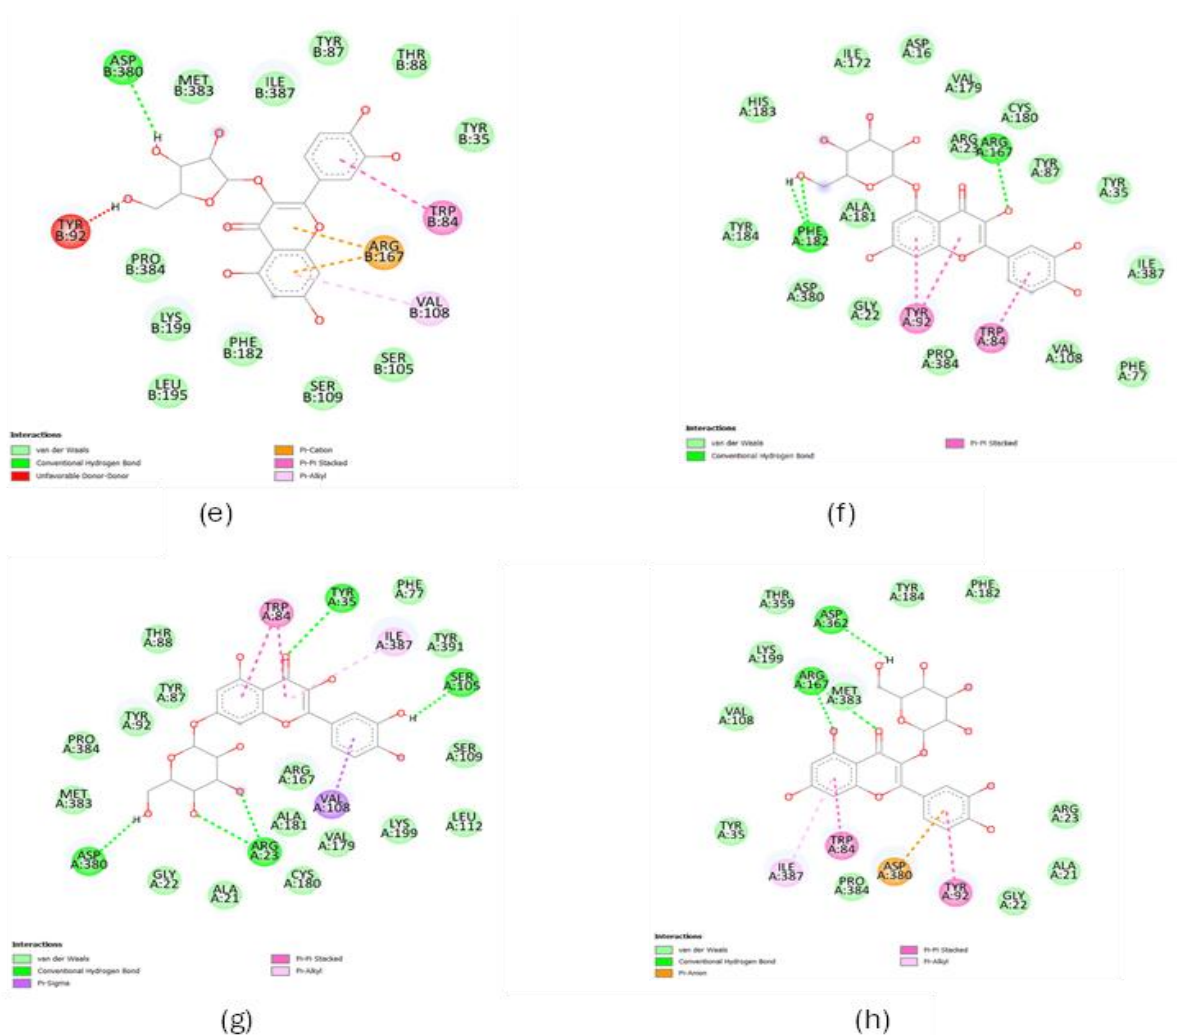 TYR
B:87
ASP
B:380
THR
B:88
MET
B:383
ILE
B:387
TYR
B:35
H
H
TRP
B:84
TYR
B:92
ARG
B:167
PRO
B:384
VAL
B:108
LYS
B:199
PHE
B:182
SER
B:105
LEU
B:195
SER
B:109
Interactions
van der Waals
Conventional Hydrogen Bond
Unfavorable Donor-Donor
Pi-Cation
Pi-Pi Stacked
Pi-Alkyl
(e)
ILE
A:172
ASP
A:16
VAL
A:179
HIS
A:183
CYS
A:180
ARG
A:23
ARG
A:167
TYR
A:87
TYR
A:35
H
ALA
A:181
TYR
A:184
PHE
A:182
ILE
A:387
ASP
A:380
GLY
A:22
TYR
A:92
TRP
A:84
PRO
A:384
VAL
A:108
PHE
A:77
Interactions
van der Waals
Conventional Hydrogen Bond
Pi-Pi Stacked
(f)
TRP
A:84
TYR
A:35
PHE
A:77
THR
A:88
ILE
A:387
TYR
A:391
TYR
A:87
SER
A:105
H
TYR
A:92
PRO
A:384
SER
A:109
ARG
A:167
MET
A:383
VAL
A:108
H
ALA
A:181
VAL
A:179
LYS
A:199
LEU
A:112
ASP
A:380
ARG
A:23
GLY
A:22
ALA
A:21
CYS
A:180
Interactions
van der Waals
Conventional Hydrogen Bond
Pi-Sigma
Pi-Pi Stacked
Pi-Alkyl
(g)
THR
A:359
ASP
A:362
TYR
A:184
PHE
A:182
LYS
A:199
H
ARG
A:167
MET
A:383
VAL
A:108
TYR
A:35
ARG
A:23
TRP
A:84
ILE
A:387
PRO
A:384
ASP
A:380
TYR
A:92
GLY
A:22
ALA
A:21
Interactions
van der Waals
Conventional Hydrogen Bond
Pi-Anion
Pi-Pi Stacked
Pi-Alkyl
(h)